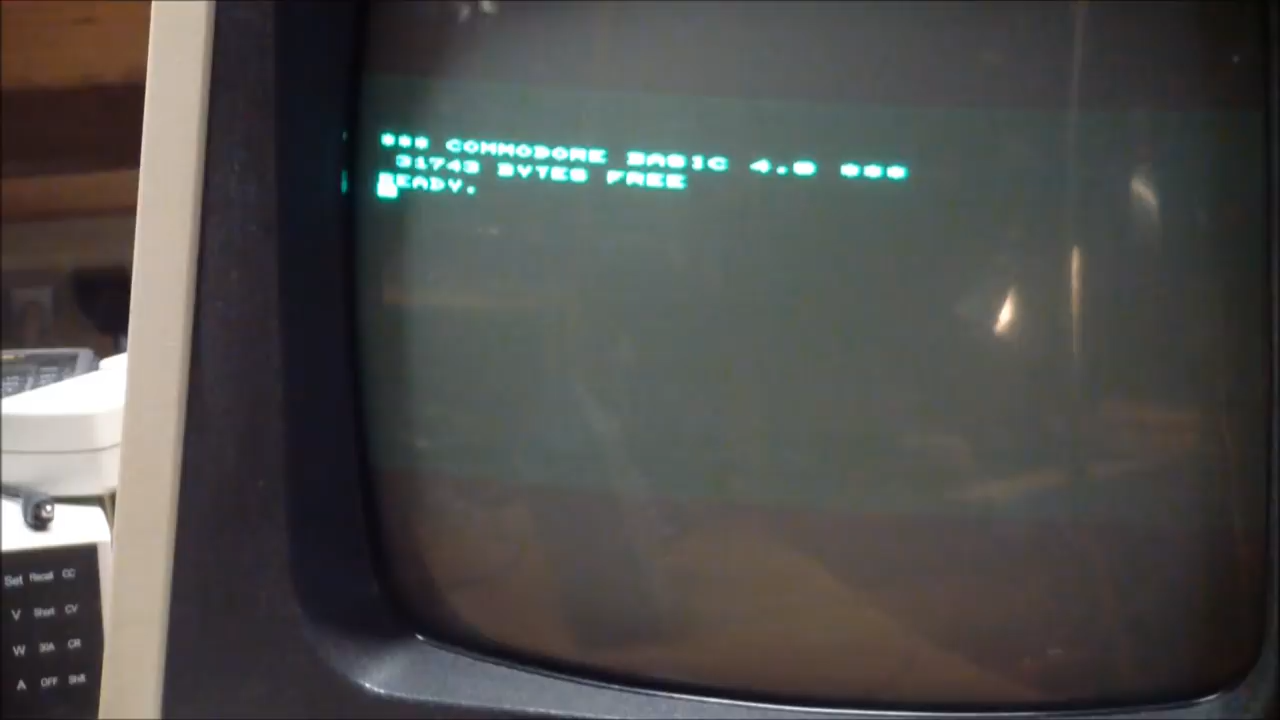 *** COMMODORE BASIC 4.0 ***
31743 BYTES FREE
READY.
Set Recall CC
V Short CV
W 30A CR
A OFF Shift